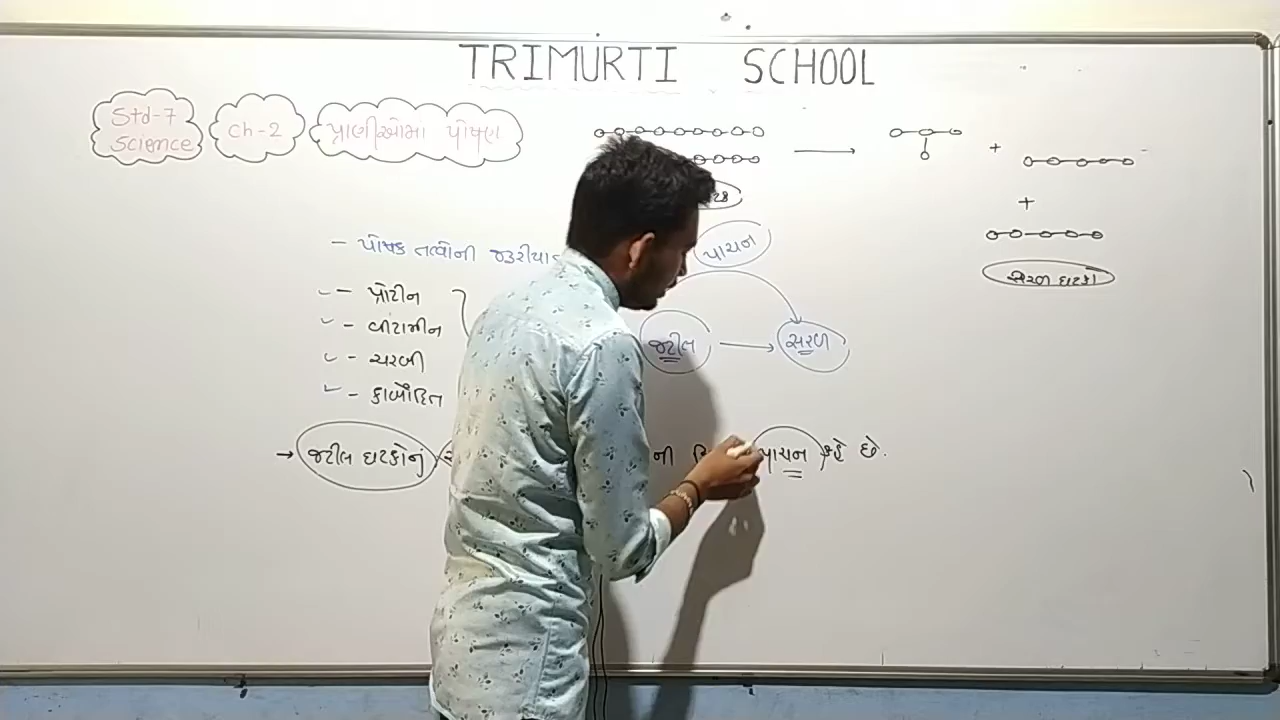 TRIMURTI SCHOOL
Std-7 Science
Ch-2
પ્રાણીઓમાં પોષણ
સરળ ઘટકો
પાચન
- પોષક તત્વોની
- પ્રોટીન
- વીટામીન
- ચરબી
- કાર્બોદિત
જટીલ → સરળ
→ જટીલ ઘટકોનું ની પાચન કહે છે.